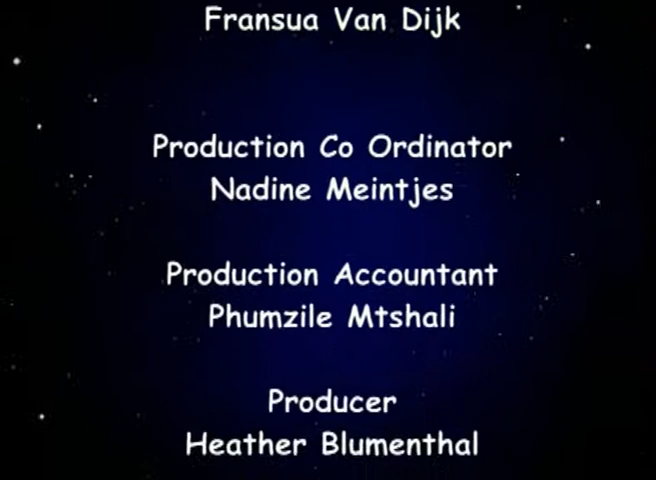 Fransua Van Dijk
Production Co Ordinator
Nadine Meintjes
Production Accountant
Phumzile Mtshali
Producer
Heather Blumenthal